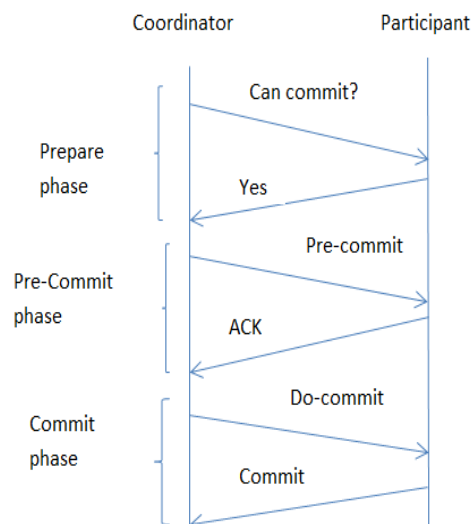 Coordinator
Participant
Can commit?
Prepare
phase
Yes
Pre-commit
Pre-Commit
phase
ACK
Do-commit
Commit
phase
Commit